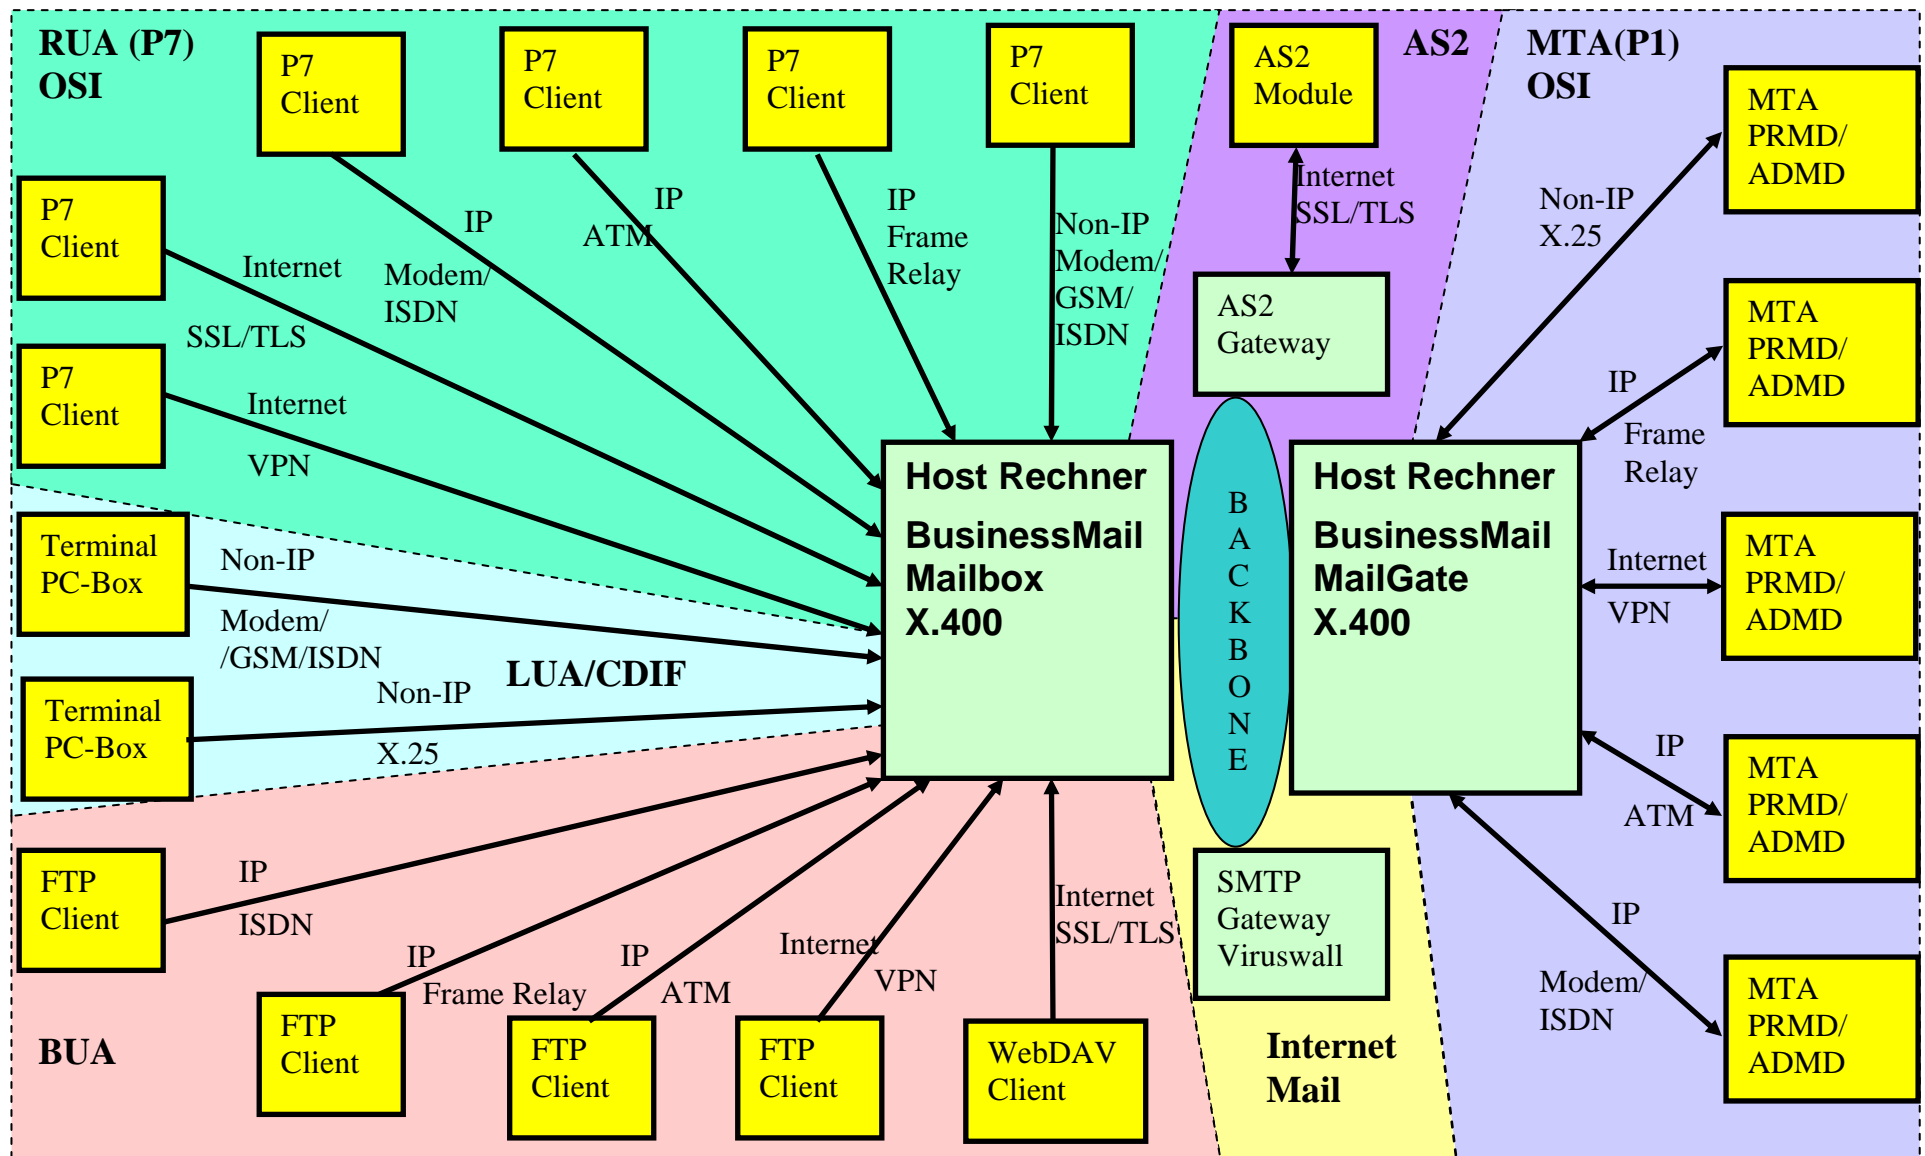 RUA (P7)
OSI
P7
Client
P7
Client
P7
Client
P7
Client
P7
Client
P7
Client
IP
Modem/
ISDN
IP
ATM
IP
Frame
Relay
Non-IP
Modem/
GSM/
ISDN
Internet
SSL/TLS
Internet
VPN
AS2
AS2
Module
Internet
SSL/TLS
AS2
Gateway
MTA(P1)
OSI
MTA
PRMD/
ADMD
Non-IP
X.25
MTA
PRMD/
ADMD
IP
Frame
Relay
MTA
PRMD/
ADMD
Internet
VPN
MTA
PRMD/
ADMD
IP
ATM
MTA
PRMD/
ADMD
IP
Modem/
ISDN
Host Rechner
BusinessMail
Mailbox
X.400
B
A
C
K
B
O
N
E
Host Rechner
BusinessMail
MailGate
X.400
Terminal
PC-Box
Non-IP
Modem/
/GSM/ISDN
LUA/CDIF
Terminal
PC-Box
Non-IP
X.25
BUA
FTP
Client
IP
ISDN
FTP
Client
IP
Frame Relay
FTP
Client
IP
ATM
FTP
Client
Internet
VPN
WebDAV
Client
Internet
SSL/TLS
SMTP
Gateway
Viruswall
Internet
Mail